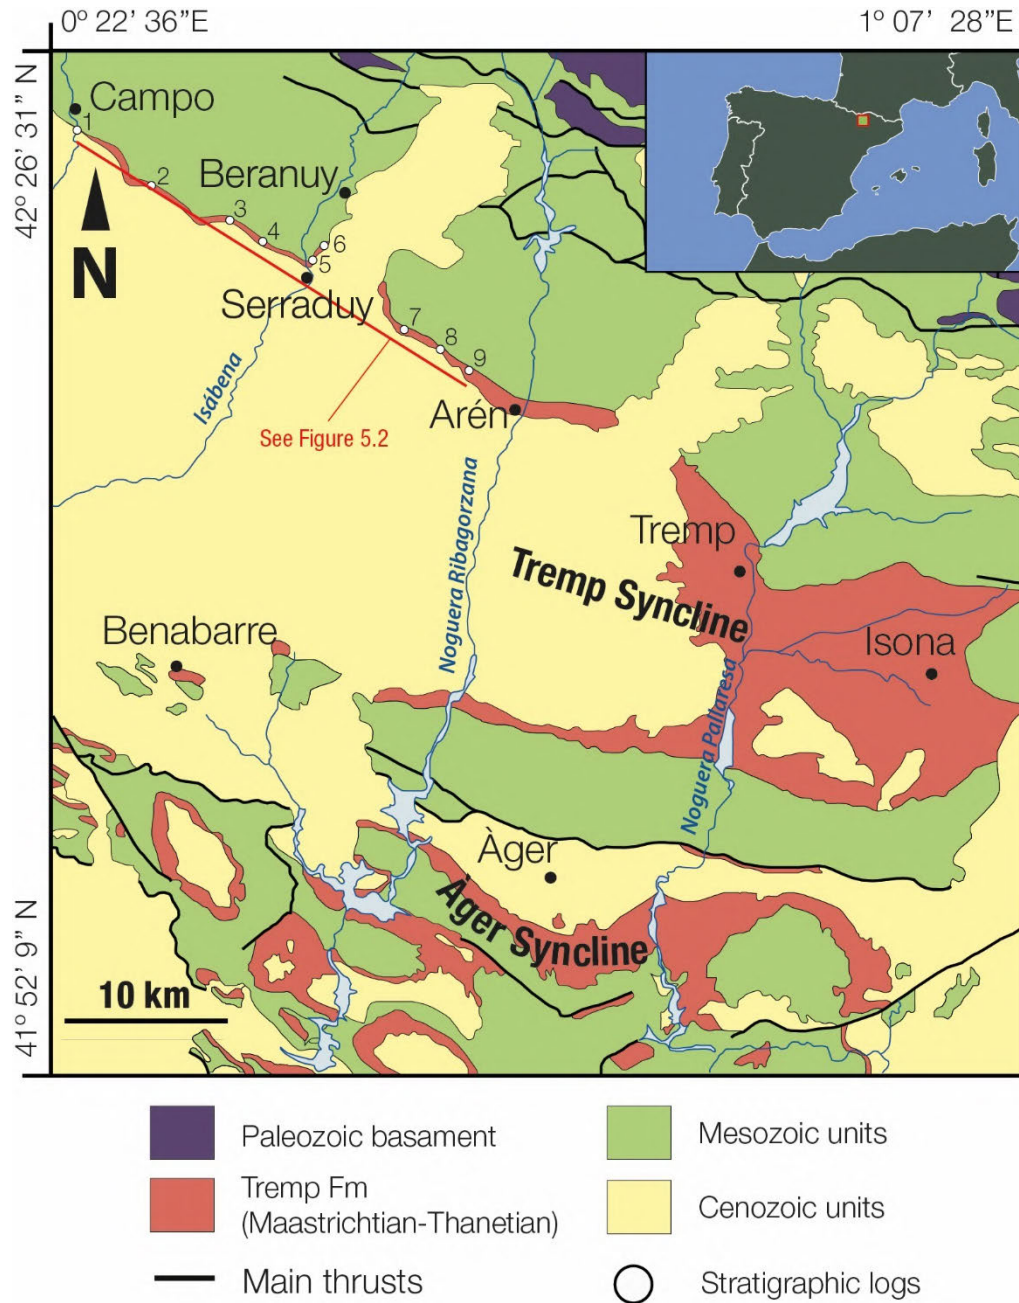 0º 22’ 36”E
1º 07’ 28”E
42º 26’ 31” N
41º 52’ 9” N
Campo
1
2
Beranuy
3
4
6
5
N
Serraduy
7
8
9
Isábena
Arén
See Figure 5.2
Noguera Ribagorzana
Tremp
Tremp Syncline
Benabarre
Isona
Noguera Pallaresa
Àger
Àger Syncline
10 km
Paleozoic basament
Mesozoic units
Tremp Fm
(Maastrichtian-Thanetian)
Cenozoic units
Main thrusts
Stratigraphic logs